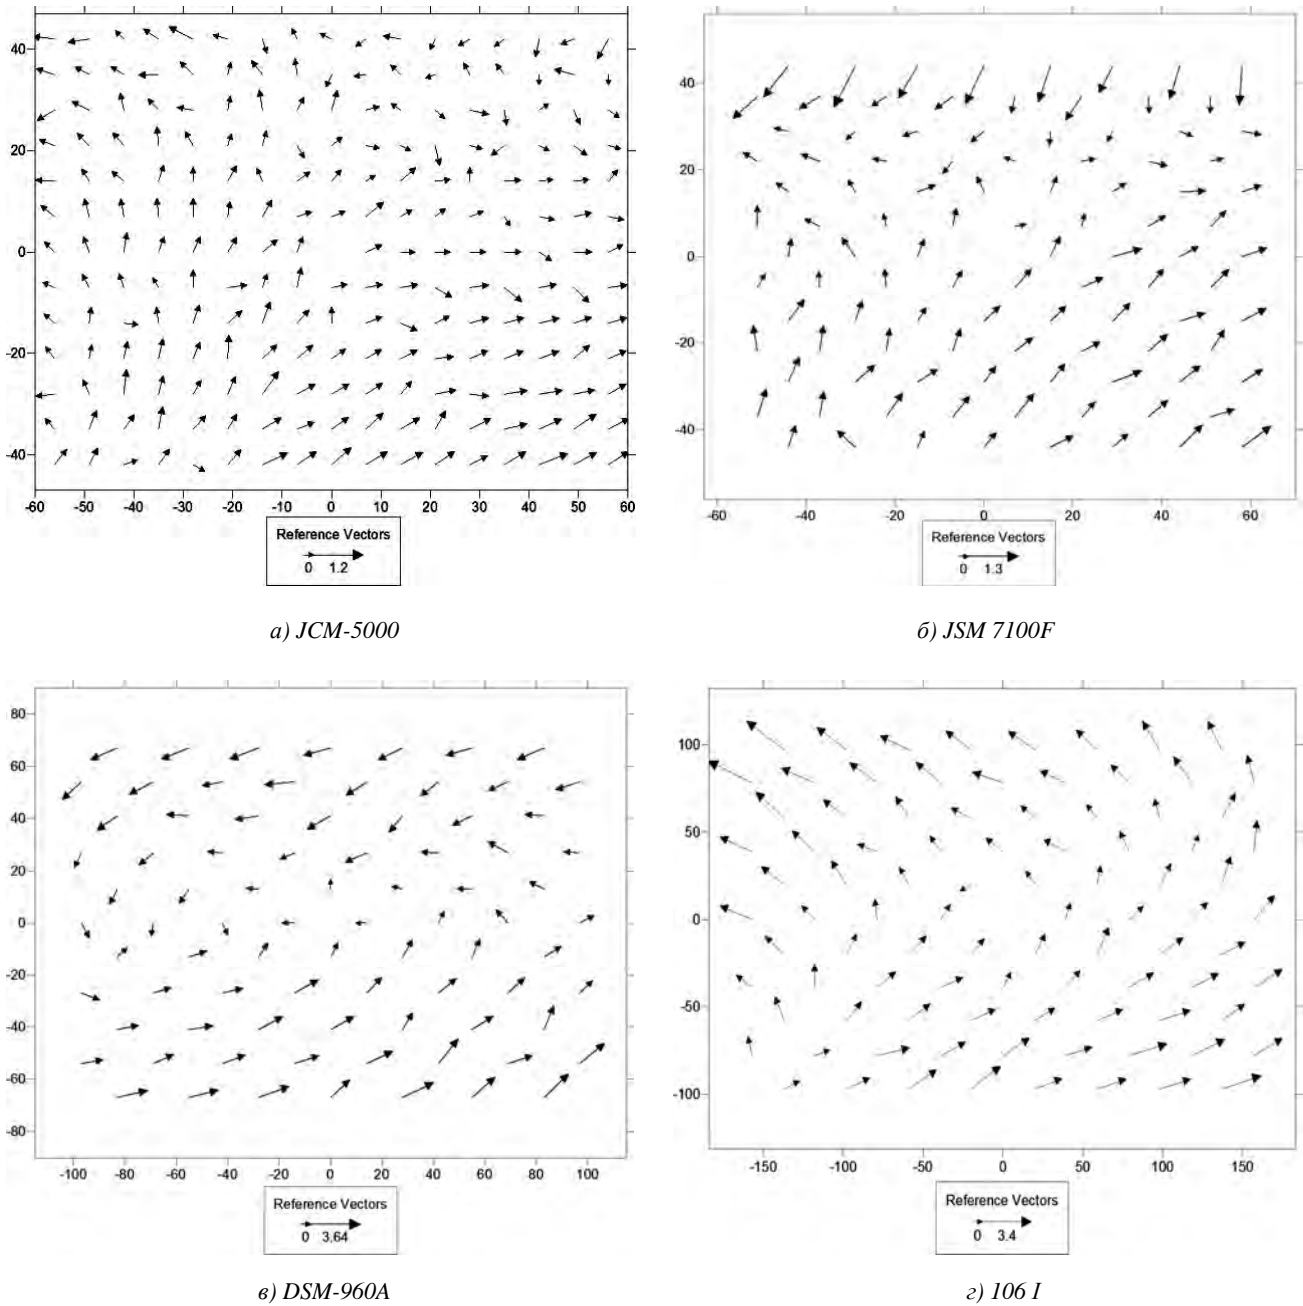 40
20
0
-20
-40
-60 -50 -40 -30 -20 -10 0 10 20 30 40 50 60
Reference Vectors
0 1.2
а) JCM-5000
40
20
0
-20
-40
-60 -40 -20 0 20 40 60
Reference Vectors
0 1.3
б) JSM 7100F
80
60
40
20
0
-20
-40
-60
-80
-100 -80 -60 -40 -20 0 20 40 60 80 100
Reference Vectors
0 3.64
в) DSM-960A
100
50
0
-50
-100
-150 -100 -50 0 50 100 150
Reference Vectors
0 3.4
г) 106 I